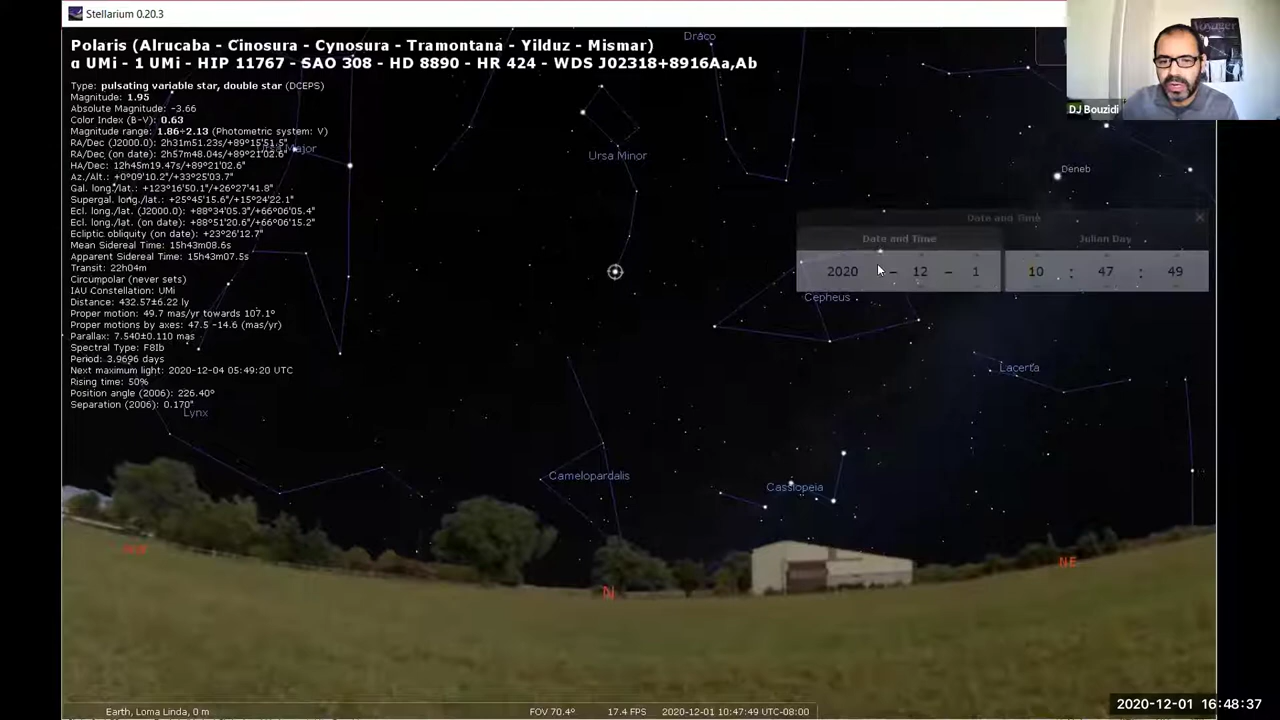 Stellarium 0.20.3
Voyager
DJ Bouzidi
Polaris (Alrucaba - Cinosura - Cynosura - Tramontana - Yilduz - Mismar)
α UMi - 1 UMi - HIP 11767 - SAO 308 - HD 8890 - HR 424 - WDS J02318+8916Aa,Ab
Type: pulsating variable star, double star (DCEPS)
Magnitude: 1.95
Absolute Magnitude: -3.66
Color Index (B-V): 0.63
Magnitude range: 1.86÷2.13 (Photometric system: V)
RA/Dec (J2000.0): 2h31m51.23s/+89°15'51.5"
RA/Dec (on date): 2h57m48.04s/+89°21'02.6"
HA/Dec: 12h45m19.47s/+89°21'02.6"
Az./Alt.: +0°09'10.2"/+33°25'03.7"
Gal. long./lat.: +123°16'50.1"/+26°27'41.8"
Supergal. long./lat.: +25°45'15.6"/+15°24'22.1"
Ecl. long./lat. (J2000.0): +88°34'05.3"/+66°06'05.4"
Ecl. long./lat. (on date): +88°51'20.6"/+66°06'15.2"
Ecliptic obliquity (on date): +23°26'12.7"
Mean Sidereal Time: 15h43m08.6s
Apparent Sidereal Time: 15h43m07.5s
Transit: 22h04m
Circumpolar (never sets)
IAU Constellation: UMi
Distance: 432.57±6.22 ly
Proper motion: 49.7 mas/yr towards 107.1°
Proper motions by axes: 47.5 -14.6 (mas/yr)
Parallax: 7.540±0.110 mas
Spectral Type: F8Ib
Period: 3.9696 days
Next maximum light: 2020-12-04 05:49:20 UTC
Rising time: 50%
Position angle (2006): 226.40°
Separation (2006): 0.170"
Draco
Major
Ursa Minor
Deneb
Date and Time
Date and Time
Julian Day
2020 - 12 - 1
10 : 47 : 49
Cepheus
Lacerta
Lynx
Camelopardalis
Cassiopeia
N
NE
Earth, Loma Linda, 0 m
FOV 70.4°
17.4 FPS
2020-12-01 10:47:49 UTC-08:00
2020-12-01 16:48:37